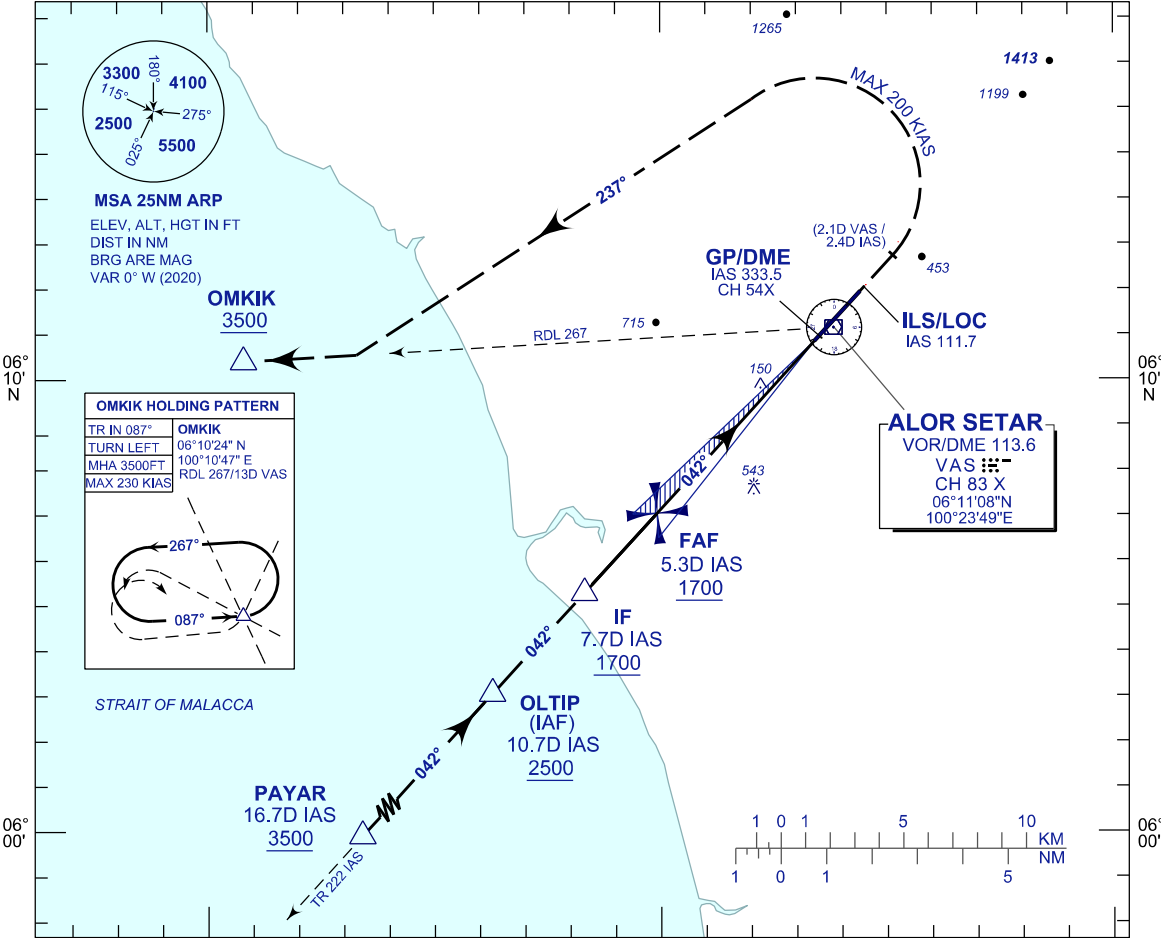 1265
1413
1199
3300
180°
4100
115°
275°
2500
025°
5500
MAX 200 KIAS
237°
MSA 25NM ARP
ELEV, ALT, HGT IN FT
DIST IN NM
BRG ARE MAG
VAR 0° W (2020)
(2.1D VAS /
2.4D IAS)
453
GP/DME
IAS 333.5
CH 54X
OMKIK
3500
715
RDL 267
ILS/LOC
IAS 111.7
06°
10'
N
06°
10'
N
150
OMKIK HOLDING PATTERN
TR IN 087°
TURN LEFT
MHA 3500FT
MAX 230 KIAS
OMKIK
06°10'24" N
100°10'47" E
RDL 267/13D VAS
267°
087°
ALOR SETAR
VOR/DME 113.6
VAS
CH 83 X
06°11'08"N
100°23'49"E
042°
543
FAF
5.3D IAS
1700
IF
7.7D IAS
1700
042°
STRAIT OF MALACCA
OLTIP
(IAF)
10.7D IAS
2500
042°
PAYAR
16.7D IAS
3500
TR 222 IAS
06°
00'
06°
00'
1 0 1 5 10
KM
NM
1 0 1 5